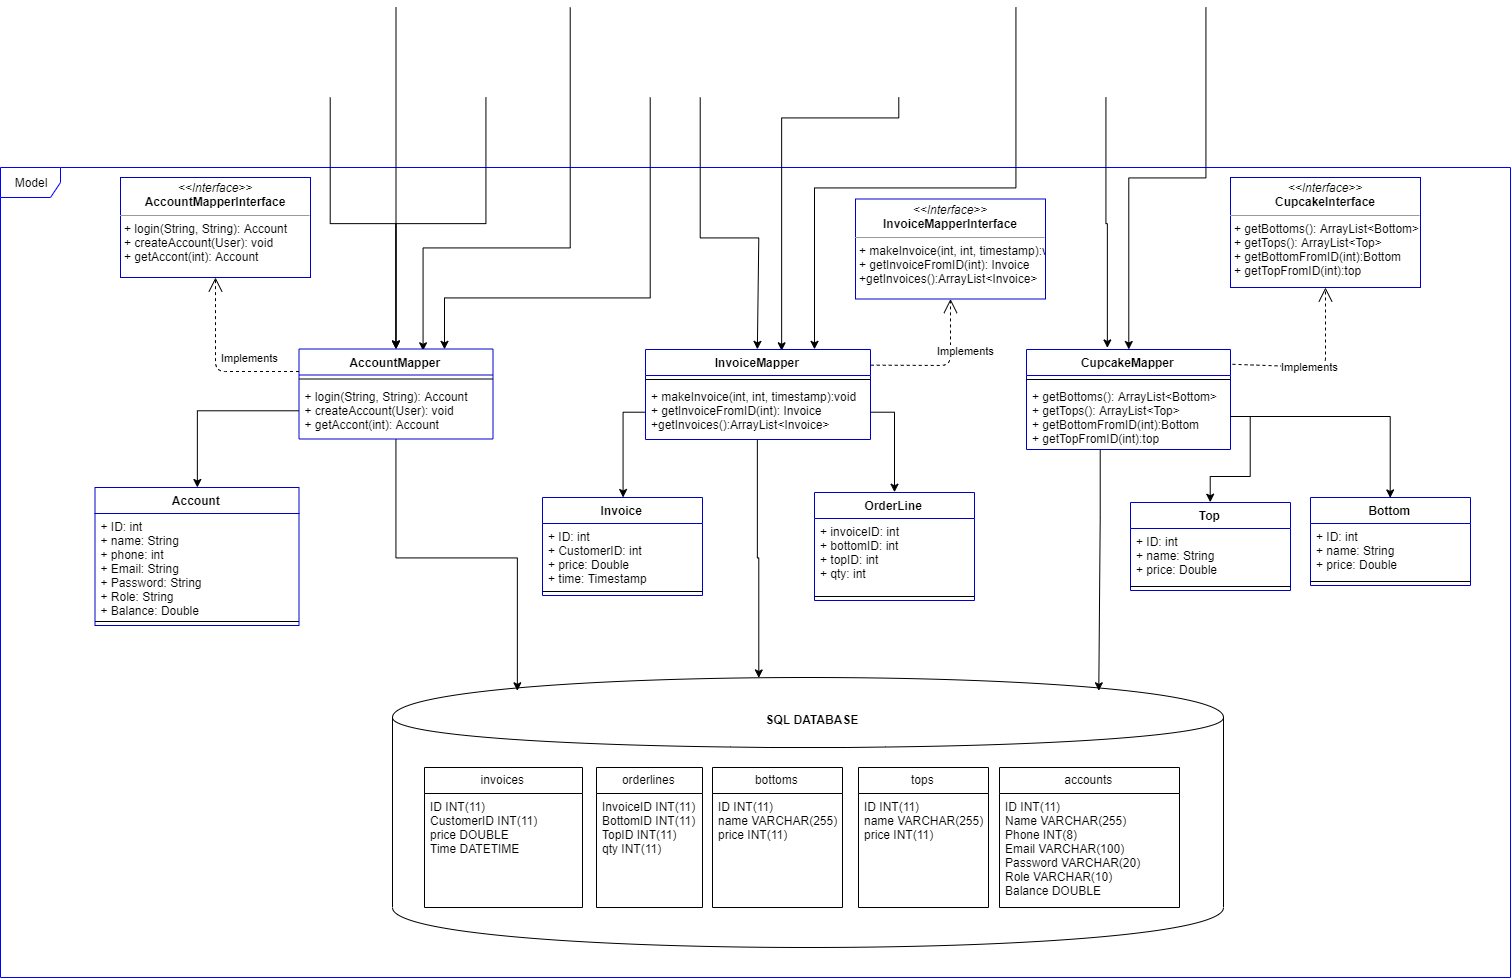 Model
<<Interface>>
AccountMapperInterface
+ login(String, String): Account
+ createAccount(User): void
+ getAccont(int): Account
<<Interface>>
InvoiceMapperInterface
+ makeInvoice(int, int, timestamp):v
+ getInvoiceFromID(int): Invoice
+getInvoices():ArrayList<Invoice>
<<Interface>>
CupcakeInterface
+ getBottoms(): ArrayList<Bottom>
+ getTops(): ArrayList<Top>
+ getBottomFromID(int):Bottom
+ getTopFromID(int):top
Implements
Implements
Implements
AccountMapper
+ login(String, String): Account
+ createAccount(User): void
+ getAccont(int): Account
InvoiceMapper
+ makeInvoice(int, int, timestamp):void
+ getInvoiceFromID(int): Invoice
+getInvoices():ArrayList<Invoice>
CupcakeMapper
+ getBottoms(): ArrayList<Bottom>
+ getTops(): ArrayList<Top>
+ getBottomFromID(int):Bottom
+ getTopFromID(int):top
Account
+ ID: int
+ name: String
+ phone: int
+ Email: String
+ Password: String
+ Role: String
+ Balance: Double
Invoice
+ ID: int
+ CustomerID: int
+ price: Double
+ time: Timestamp
OrderLine
+ invoiceID: int
+ bottomID: int
+ topID: int
+ qty: int
Top
+ ID: int
+ name: String
+ price: Double
Bottom
+ ID: int
+ name: String
+ price: Double
SQL DATABASE
invoices
ID INT(11)
CustomerID INT(11)
price DOUBLE
Time DATETIME
orderlines
InvoiceID INT(11)
BottomID INT(11)
TopID INT(11)
qty INT(11)
bottoms
ID INT(11)
name VARCHAR(255)
price INT(11)
tops
ID INT(11)
name VARCHAR(255)
price INT(11)
accounts
ID INT(11)
Name VARCHAR(255)
Phone INT(8)
Email VARCHAR(100)
Password VARCHAR(20)
Role VARCHAR(10)
Balance DOUBLE